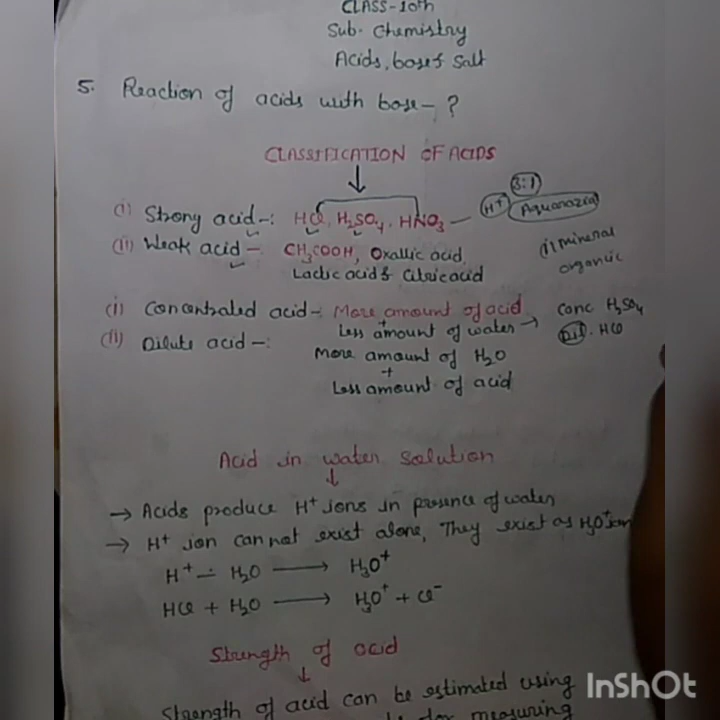 CLASS-10th
Sub- Chemistry
Acids, bases Salt
5. Reaction of acids with base- ?
CLASSIFICATION OF ACIDS
(i) Strong acid -: HCl, H₂SO₄, HNO₃ — H⁺ 3:1
(ii) Weak acid - CH₃COOH, Oxallic acid, (i) mineral
Lactic acid & Citric acid organic
(i) Concentrated acid -: More amount of acid Conc H₂SO₄
+
Less amount of water → Dil. HCl
(ii) Dilute acid -: More amount of H₂O
+
Less amount of acid
Acid in water solution
→ Acids produce H⁺ ions in presence of water
→ H⁺ ion can not exist alone, They exist as H₃O⁺ ion
H⁺ - H₂O → H₃O⁺
HCl + H₂O → H₃O⁺ + Cl⁻
Strength of acid
Strength of acid can be estimated using
measuring
InShOt